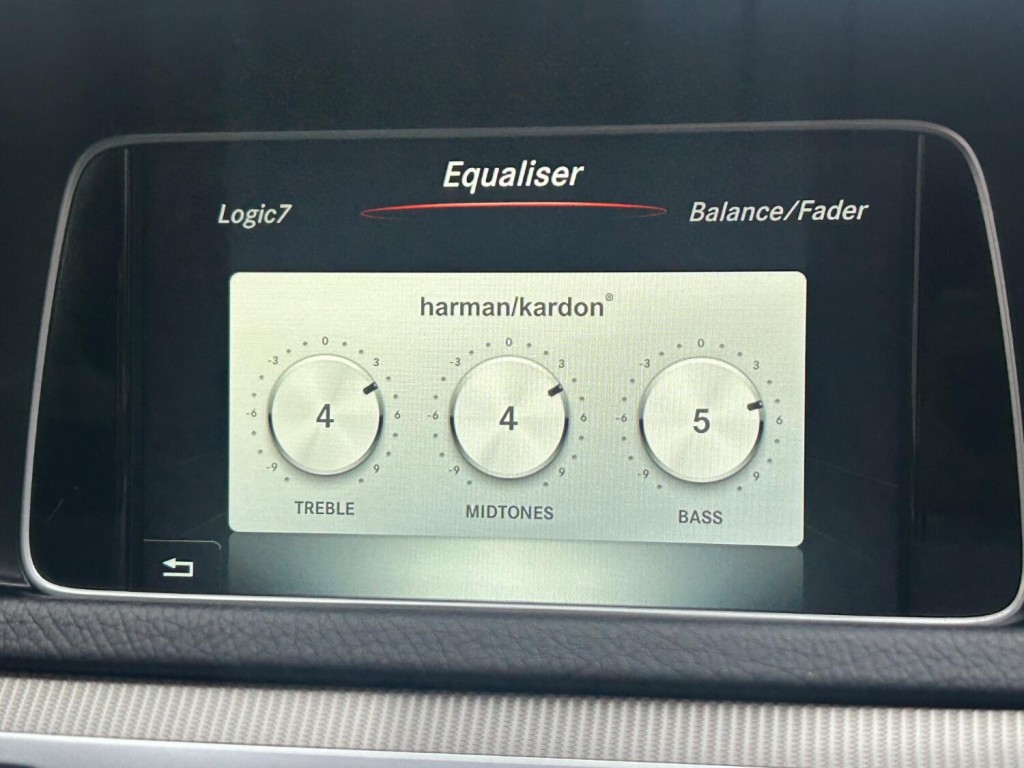 Equaliser
Logic7 Balance/Fader
harman/kardon®
0 0 0
-3 3 -3 3 -3 3
-6 4 6 -6 4 6 -6 5 6
-9 9 -9 9 -9 9
TREBLE MIDTONES BASS